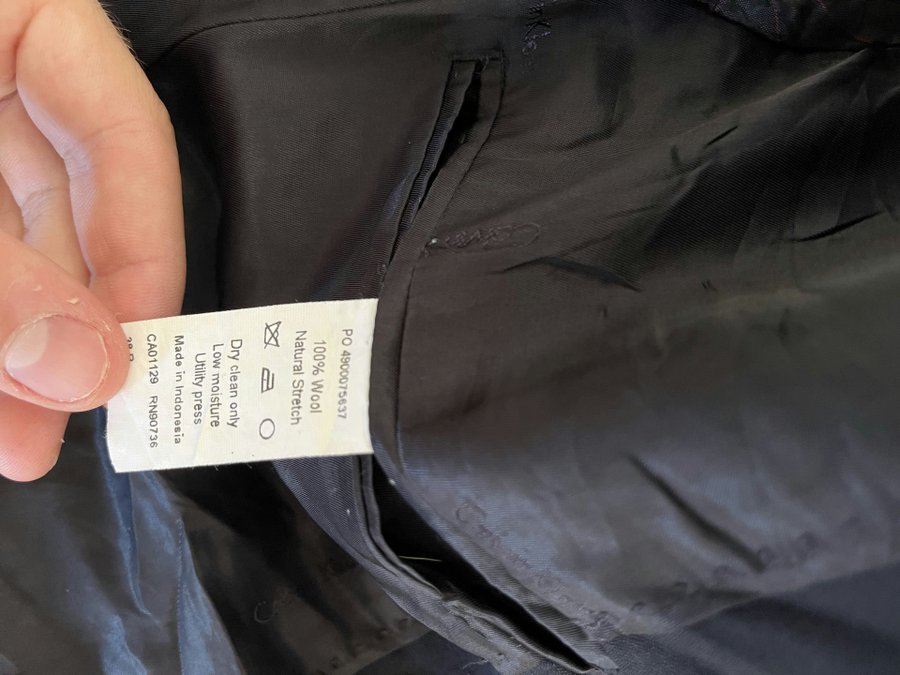 PO 4900075637
100% Wool
Natural Stretch
Dry clean only
Low moisture
Utility press
Made in Indonesia
CA01129 RN90736